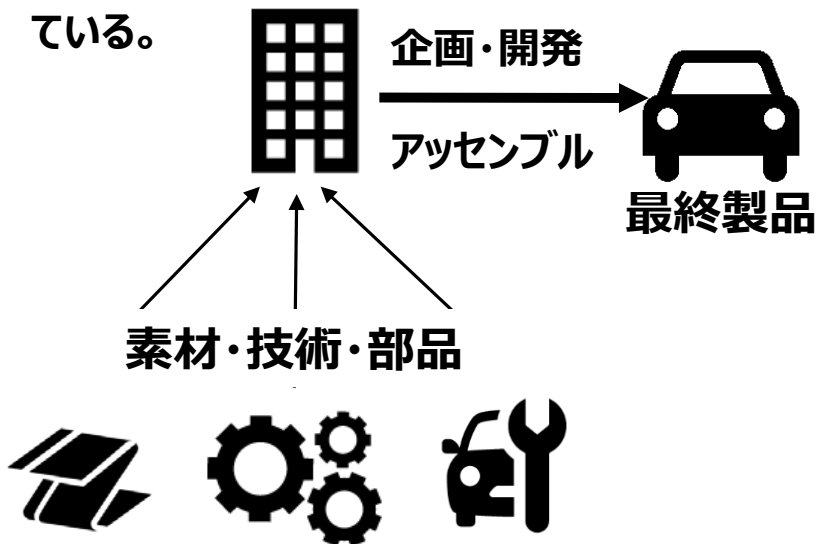 ている。
企画・開発
アッセンブル
最終製品
素材・技術・部品